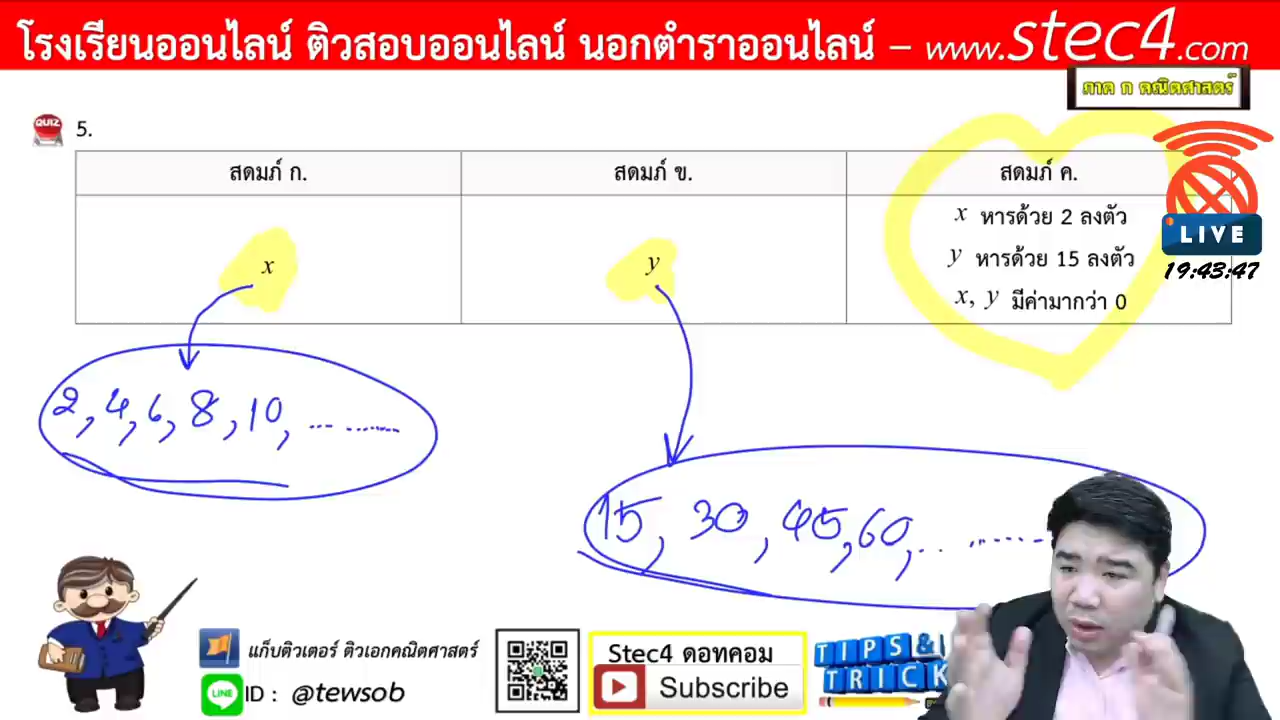 โรงเรียนออนไลน์ ติวสอบออนไลน์ นอกตำราออนไลน์ – www.stec4.com
ภาค ก คณิตศาสตร์
QUIZ 5.
สดมภ์ ก. สดมภ์ ข. สดมภ์ ค.
x y
x หารด้วย 2 ลงตัว
y หารด้วย 15 ลงตัว
x, y มีค่ามากว่า 0
LIVE
19:43:47
2, 4, 6, 8, 10, ... ........
15, 30, 45, 60, .. ........
แก็บติวเตอร์ ติวเอกคณิตศาสตร์
LINE ID : @tewsob
Stec4 ดอทคอม
Subscribe
TIPS &
TRICK